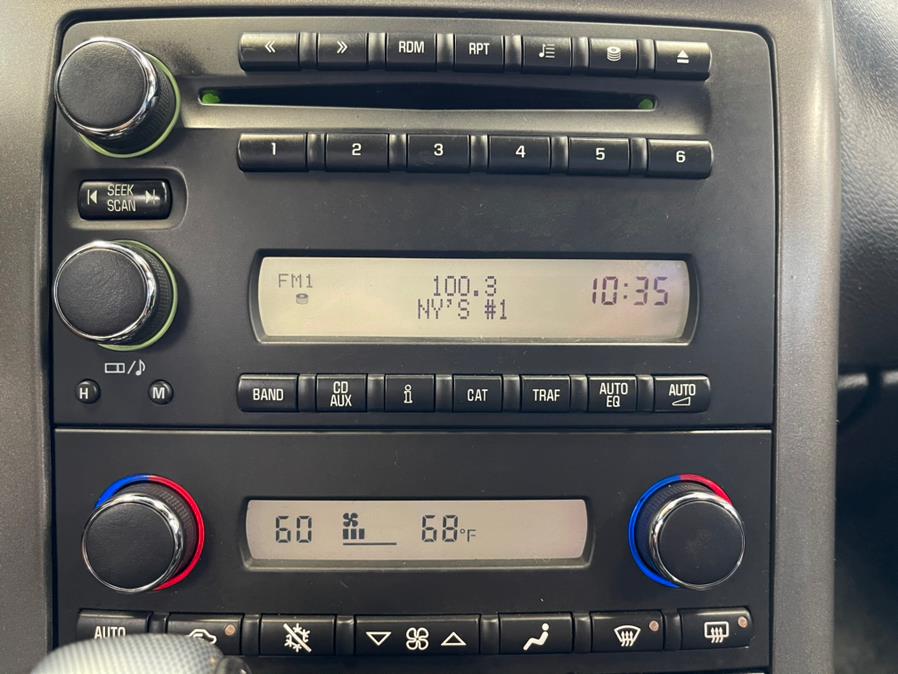 RDM RPT
1 2 3 4 5 6
SEEK
SCAN
FM1 100.3 10:35
NY'S #1
H M
BAND CD AUX i CAT TRAF AUTO EQ AUTO
60 68°F
AUTO